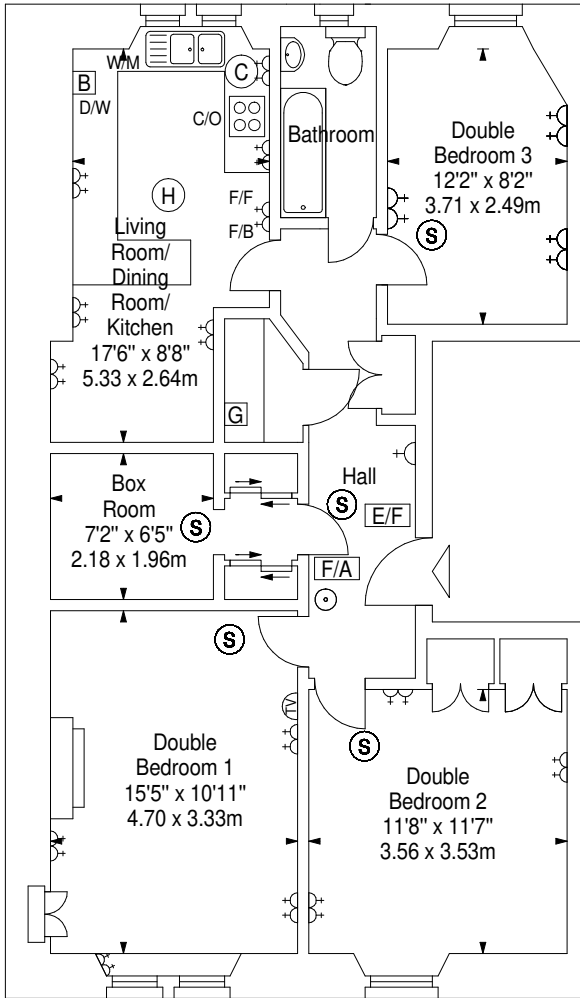 W/M
C
B
D/W
C/O
Bathroom
Double
Bedroom 3
12'2" x 8'2"
3.71 x 2.49m
H
F/F
F/B
S
Living
Room/
Dining
Room/
Kitchen
17'6" x 8'8"
5.33 x 2.64m
G
Hall
S
E/F
Box
Room
7'2" x 6'5"
2.18 x 1.96m
S
F/A
S
TV
S
Double
Bedroom 1
15'5" x 10'11"
4.70 x 3.33m
Double
Bedroom 2
11'8" x 11'7"
3.56 x 3.53m